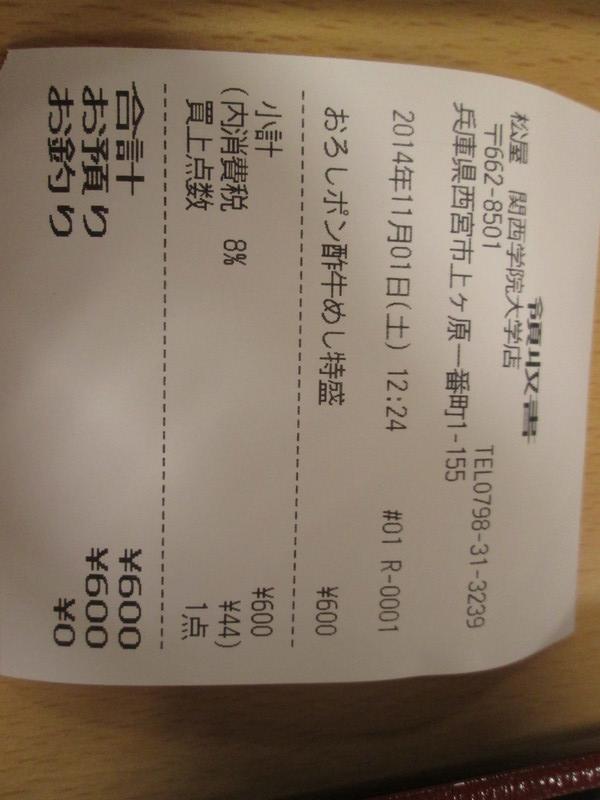 領収書
松屋 関西学院大学店
〒662-8501 TEL0798-31-3239
兵庫県西宮市上ヶ原一番町1-155
2014年11月01日(土) 12:24 #01 R-0001
おろしポン酢牛めし特盛 ¥600
小計 ¥600
(内消費税 8% ¥44)
買上点数 1点
合計 ¥600
お預り ¥600
お釣り ¥0